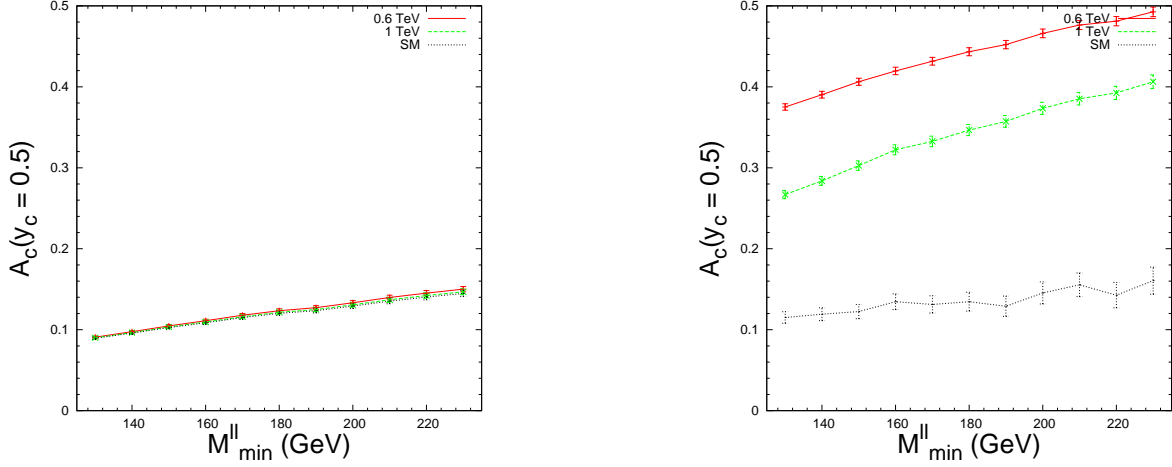 0.5
0.4
0.3
0.2
0.1
0
A_c(y_c = 0.5)
0.6 TeV
1 TeV
SM
140 160 180 200 220
M^ll_min (GeV)
0.5
0.4
0.3
0.2
0.1
0
A_c(y_c = 0.5)
0.6 TeV
1 TeV
SM
140 160 180 200 220
M^ll_min (GeV)